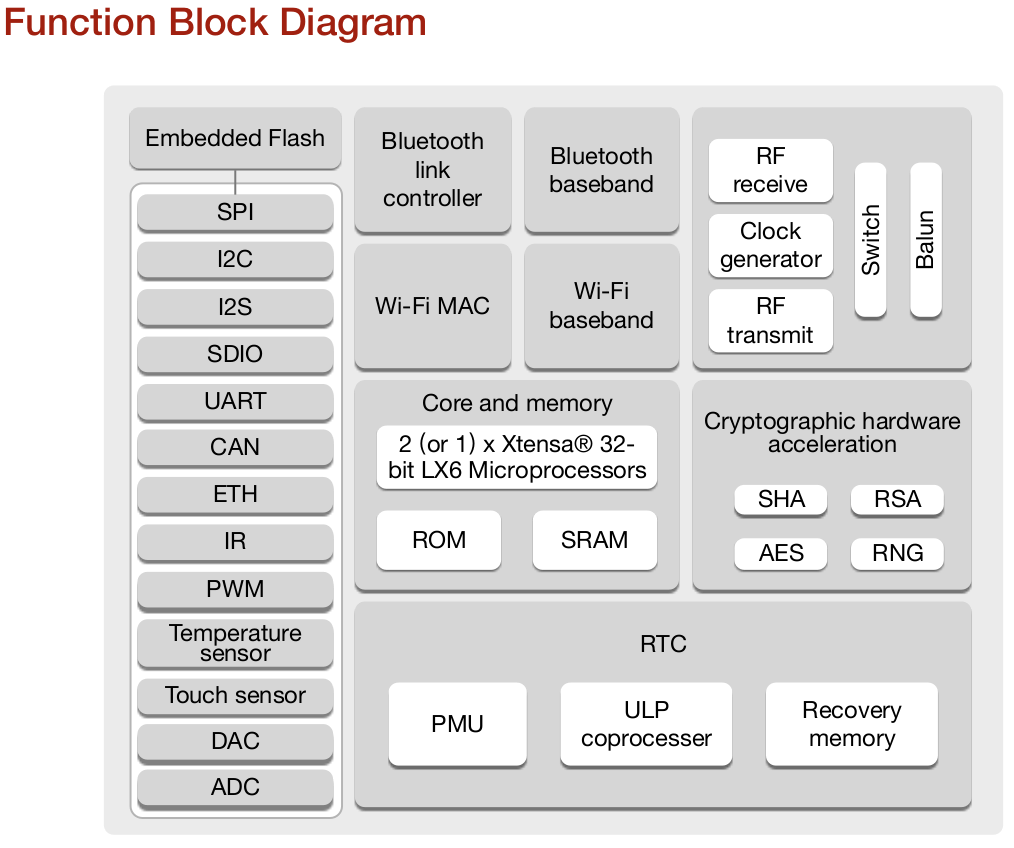 Function Block Diagram
Embedded Flash
SPI
I2C
I2S
SDIO
UART
CAN
ETH
IR
PWM
Temperature
sensor
Touch sensor
DAC
ADC
Bluetooth
link
controller
Bluetooth
baseband
Wi-Fi MAC
Wi-Fi
baseband
RF
receive
Clock
generator
RF
transmit
Switch
Balun
Core and memory
2 (or 1) x Xtensa® 32-
bit LX6 Microprocessors
ROM
SRAM
Cryptographic hardware
acceleration
SHA
RSA
AES
RNG
RTC
PMU
ULP
coprocesser
Recovery
memory